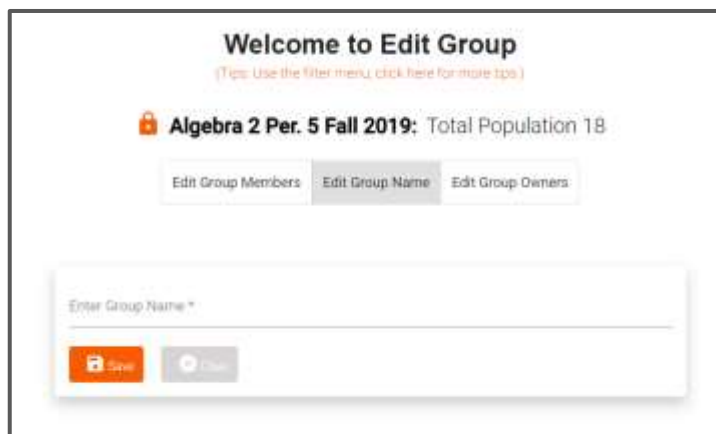 Welcome to Edit Group
(Tips: Use the filter menu, click here for more tips.)
Algebra 2 Per. 5 Fall 2019: Total Population 18
Edit Group Members Edit Group Name Edit Group Owners
Enter Group Name *
Save